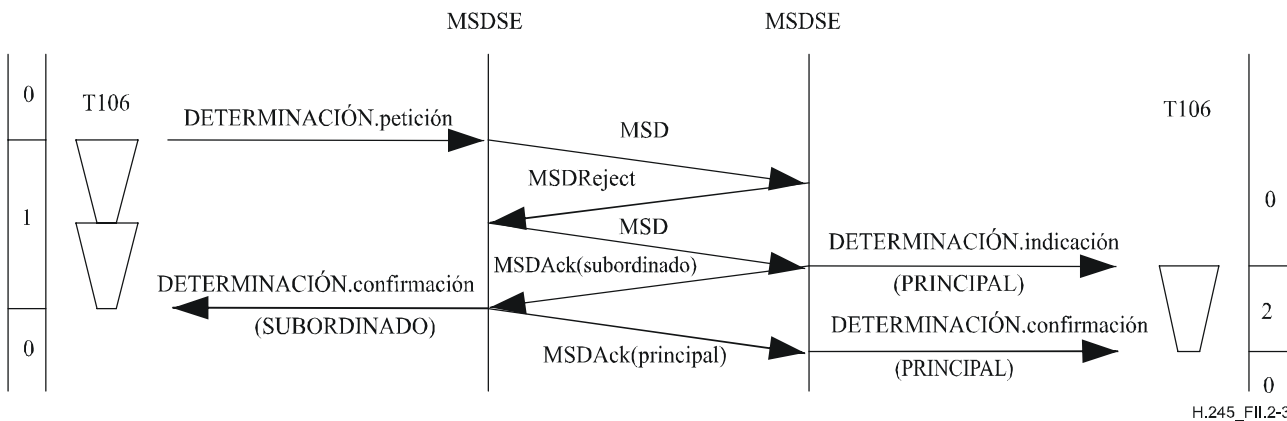 MSDSE
MSDSE
0
T106
T106
DETERMINACIÓN.petición
MSD
MSDReject
1
0
MSD
DETERMINACIÓN.indicación
MSDAck(subordinado)
(PRINCIPAL)
DETERMINACIÓN.confirmación
(SUBORDINADO)
2
DETERMINACIÓN.confirmación
0
MSDAck(principal)
(PRINCIPAL)
0
H.245_FII.2-3